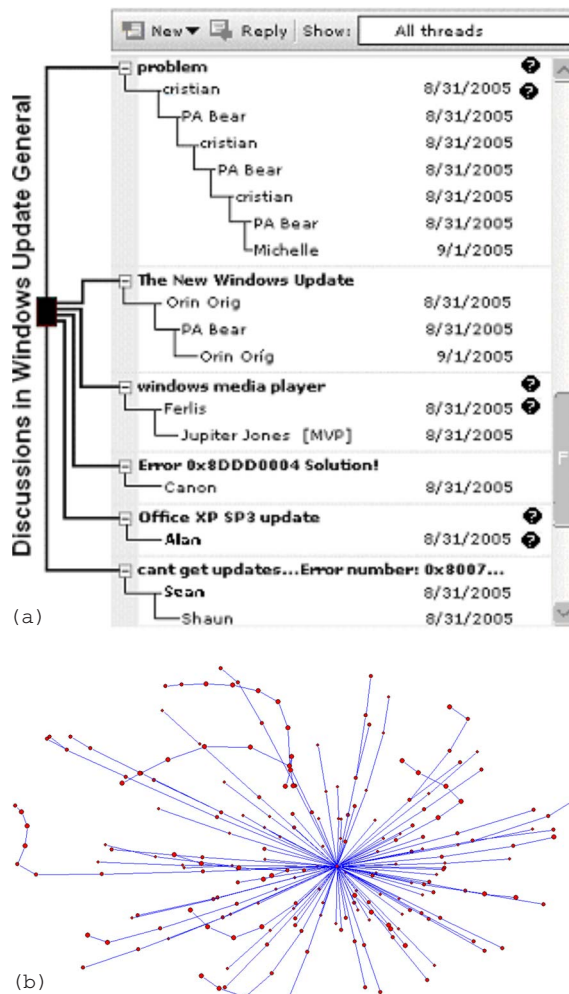 New Reply Show: All threads
Discussions in Windows Update General
problem
cristian 8/31/2005
PA Bear 8/31/2005
cristian 8/31/2005
PA Bear 8/31/2005
cristian 8/31/2005
PA Bear 8/31/2005
Michelle 9/1/2005
The New Windows Update
Orin Orig 8/31/2005
PA Bear 8/31/2005
Orin Oríg 9/1/2005
windows media player
Ferlis 8/31/2005
Jupiter Jones [MVP] 8/31/2005
Error 0x8DDD0004 Solution!
Canon 8/31/2005
Office XP SP3 update
Alan 8/31/2005
cant get updates...Error number: 0x8007...
Sean 8/31/2005
Shaun 8/31/2005
F
(a)
(b)